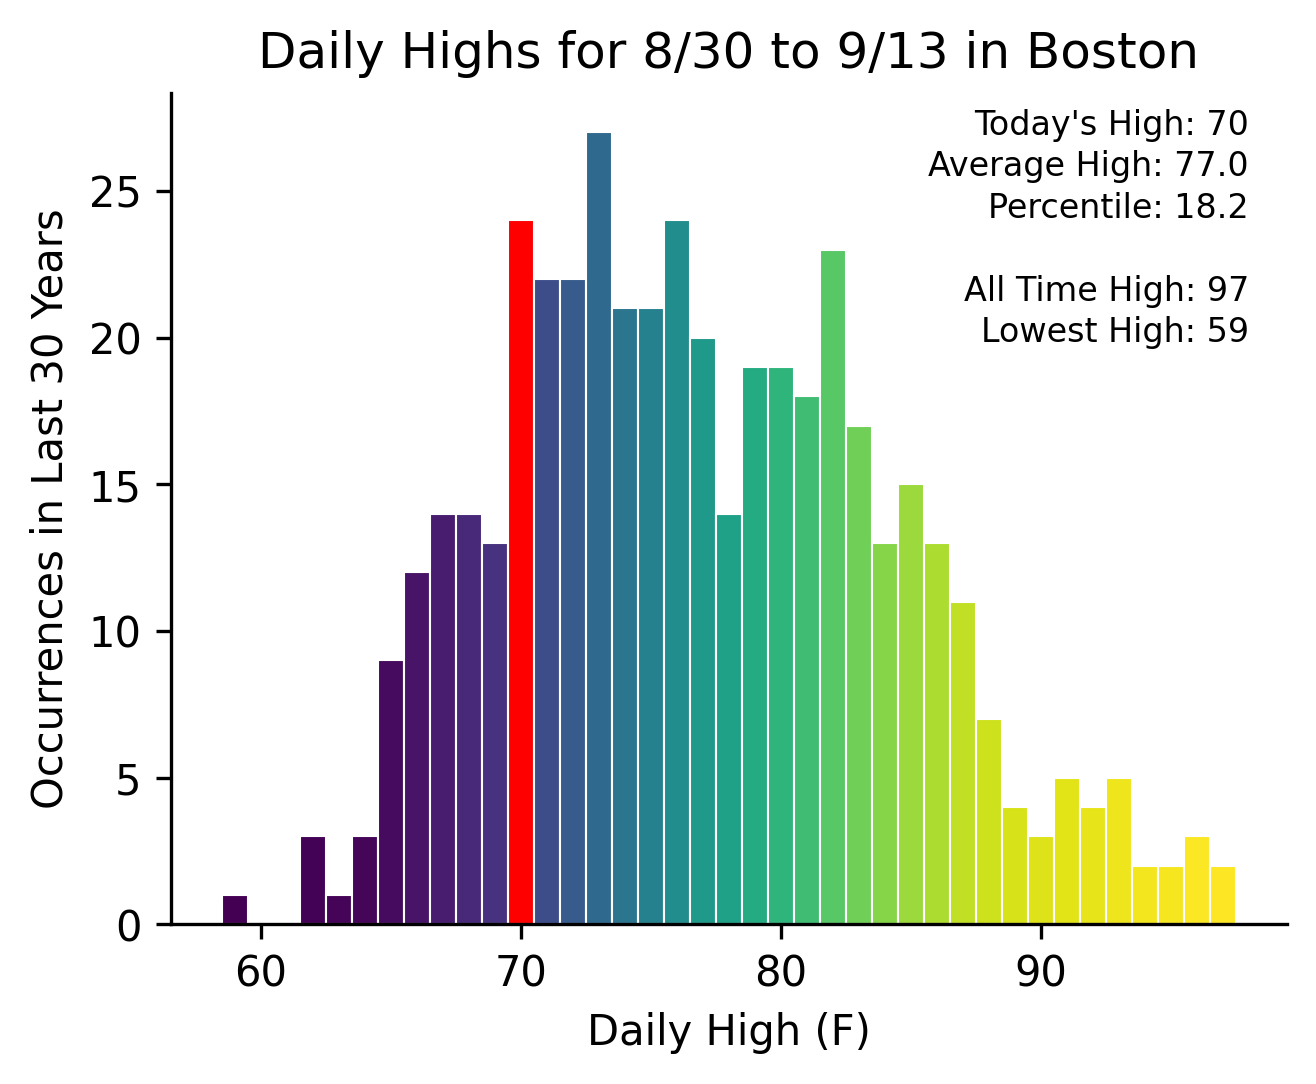 Daily Highs for 8/30 to 9/13 in Boston
Today's High: 70
Average High: 77.0
Percentile: 18.2
All Time High: 97
Lowest High: 59
Occurrences in Last 30 Years
25
20
15
10
5
0
60 70 80 90
Daily High (F)